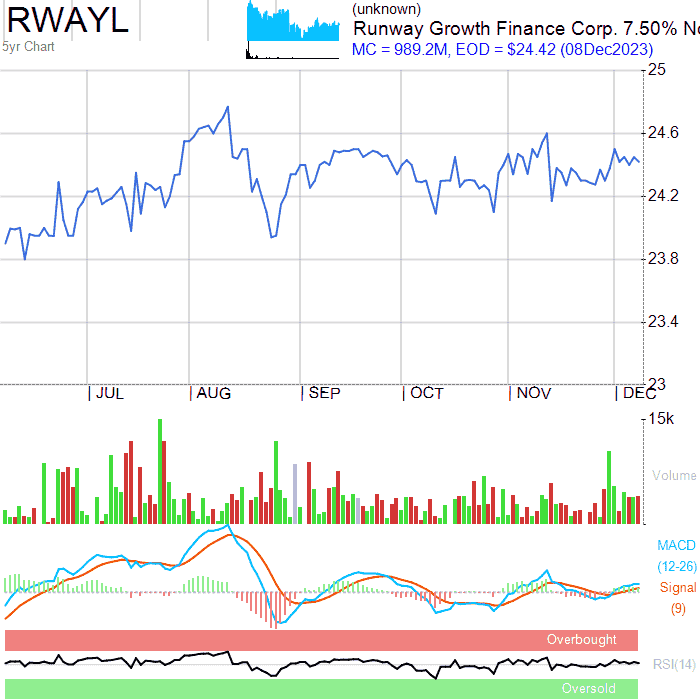 RWAYL
5yr Chart
(unknown)
Runway Growth Finance Corp. 7.50% No
MC = 989.2M, EOD = $24.42 (08Dec2023)
25
24.6
24.2
23.8
23.4
23
JUL AUG SEP OCT NOV DEC
15k
Volume
MACD
(12-26)
Signal
(9)
Overbought
RSI(14)
Oversold